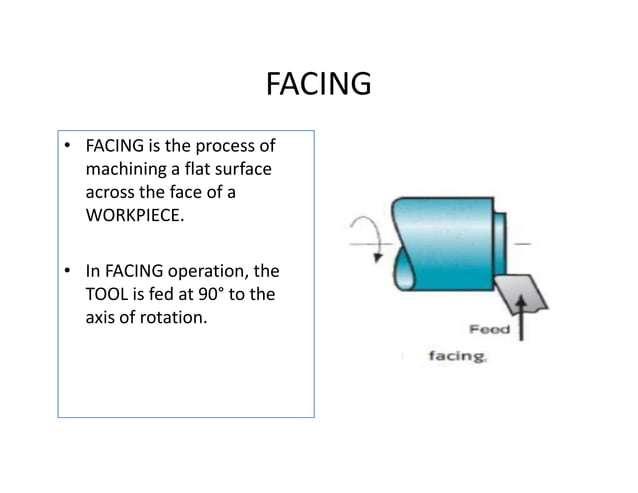 FACING
• FACING is the process of
machining a flat surface
across the face of a
WORKPIECE.
• In FACING operation, the
TOOL is fed at 90° to the
axis of rotation.
Feed
facing.